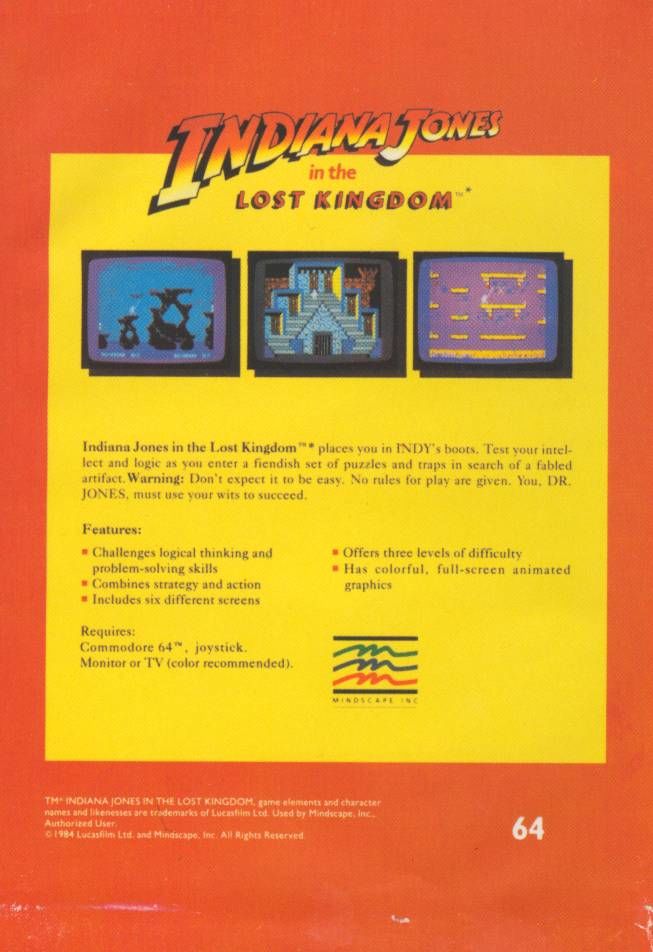 INDIANA JONES
in the
LOST KINGDOM™*
Indiana Jones in the Lost Kingdom™* places you in INDY's boots. Test your intel-
lect and logic as you enter a fiendish set of puzzles and traps in search of a fabled
artifact. Warning: Don't expect it to be easy. No rules for play are given. You, DR.
JONES, must use your wits to succeed.
Features:
Challenges logical thinking and
problem-solving skills
Combines strategy and action
Includes six different screens
Offers three levels of difficulty
Has colorful, full-screen animated
graphics
Requires:
Commodore 64™, joystick.
Monitor or TV (color recommended).
MINDSCAPE INC
TM* INDIANA JONES IN THE LOST KINGDOM, game elements and character
names and likenesses are trademarks of Lucasfilm Ltd. Used by Mindscape, Inc.,
Authorized User.
© 1984 Lucasfilm Ltd. and Mindscape, Inc. All Rights Reserved.
64